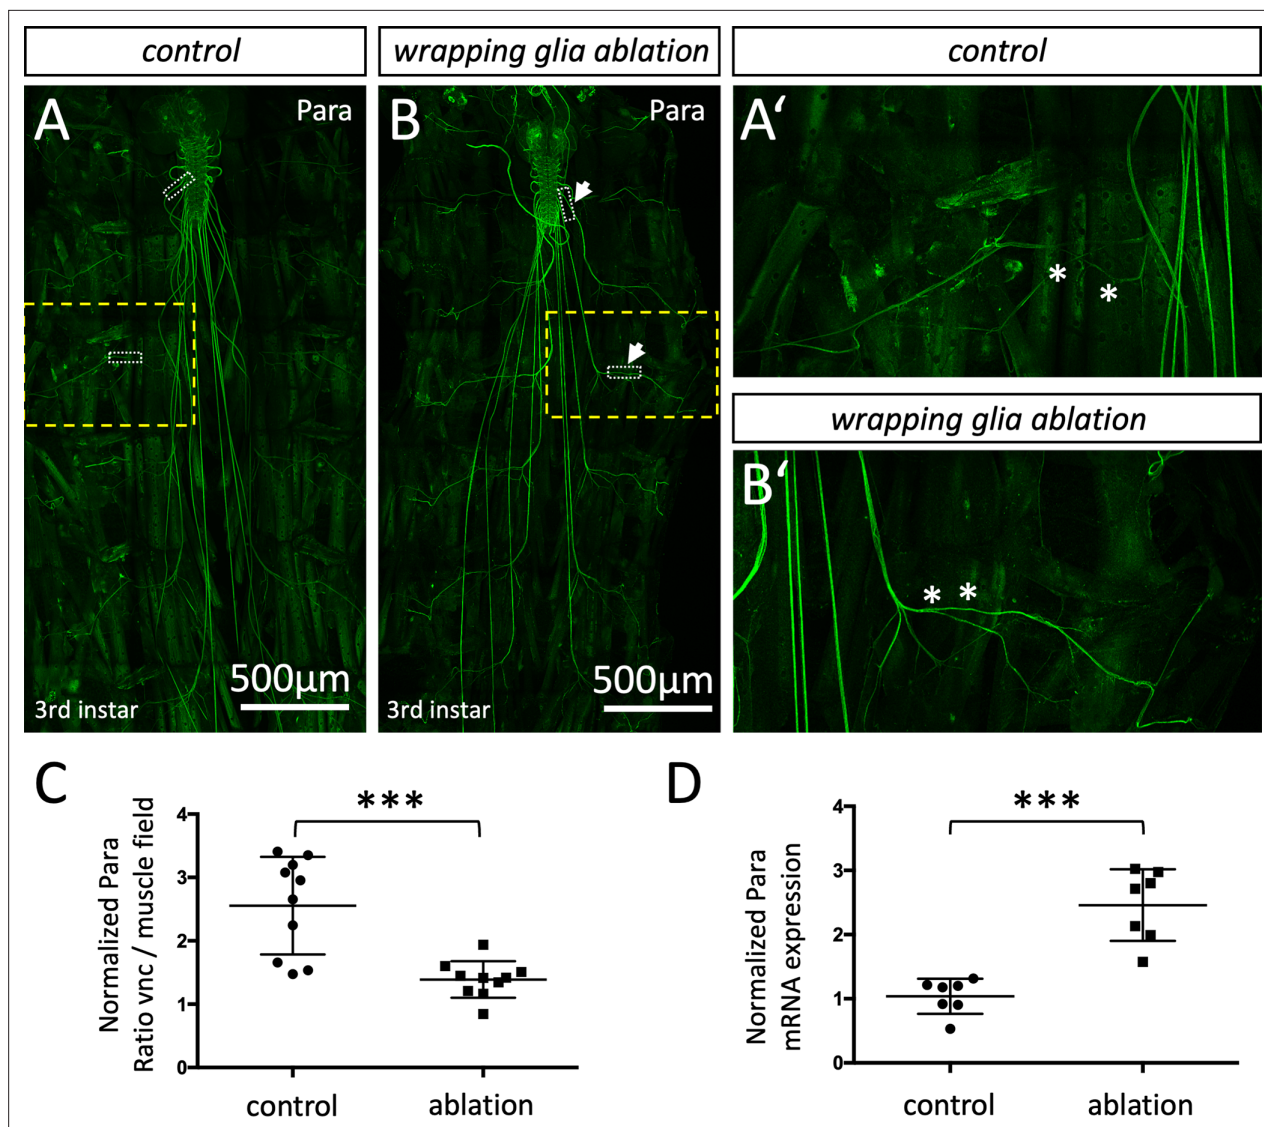 control
wrapping glia ablation
control
A
Para
B
Para
A‘
*
*
wrapping glia ablation
B‘
* *
500µm
3rd instar
500µm
3rd instar
C
Normalized Para
Ratio vnc / muscle field
4
3
2
1
0
***
control
ablation
D
Normalized Para
mRNA expression
4
3
2
1
0
***
control
ablation